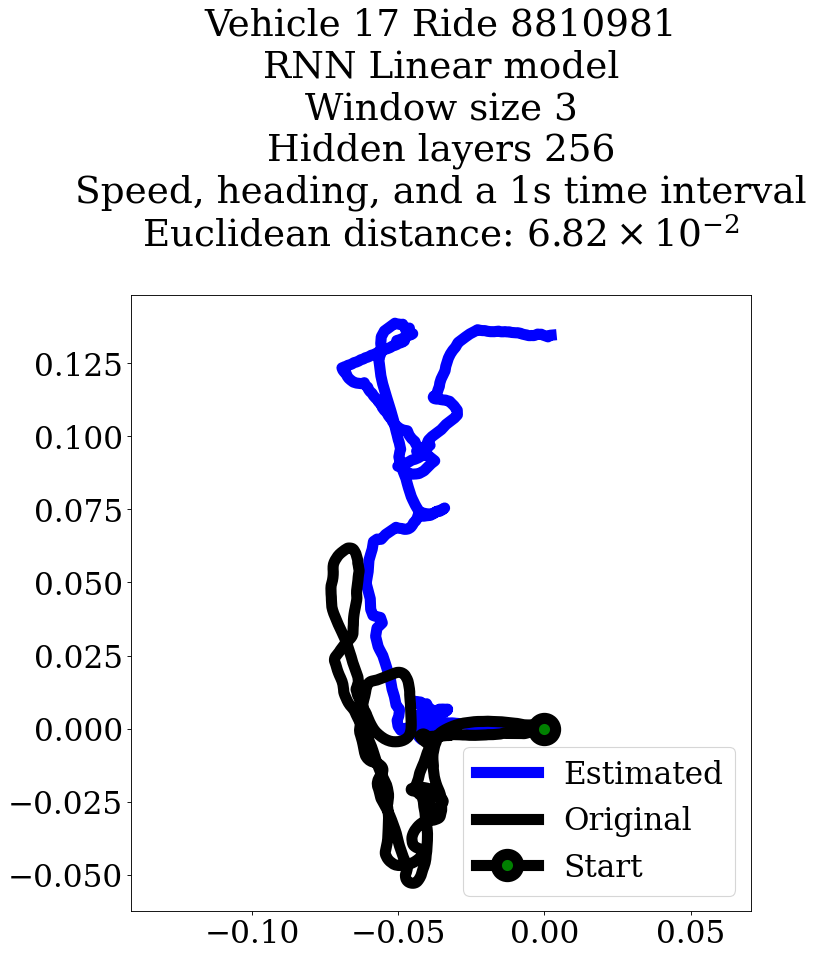 Vehicle 17 Ride 8810981
RNN Linear model
Window size 3
Hidden layers 256
Speed, heading, and a 1s time interval
Euclidean distance: 6.82 × 10⁻²
0.125
0.100
0.075
0.050
0.025
0.000
−0.025
−0.050
Estimated
Original
Start
−0.10
−0.05
0.00
0.05